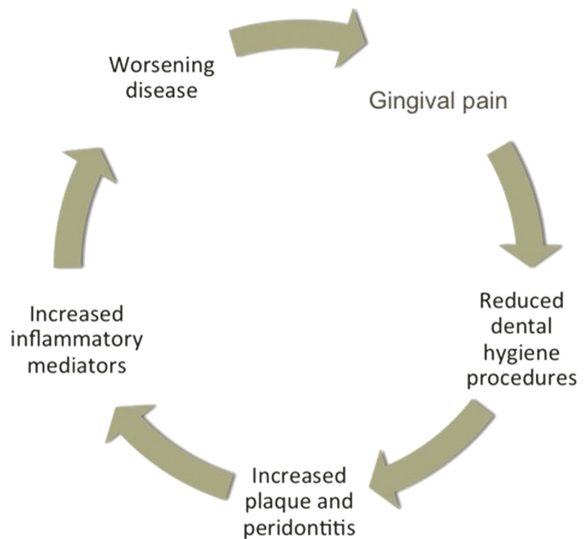 Worsening
disease
Gingival pain
Reduced
dental
hygiene
procedures
Increased
plaque and
peridontitis
Increased
inflammatory
mediators